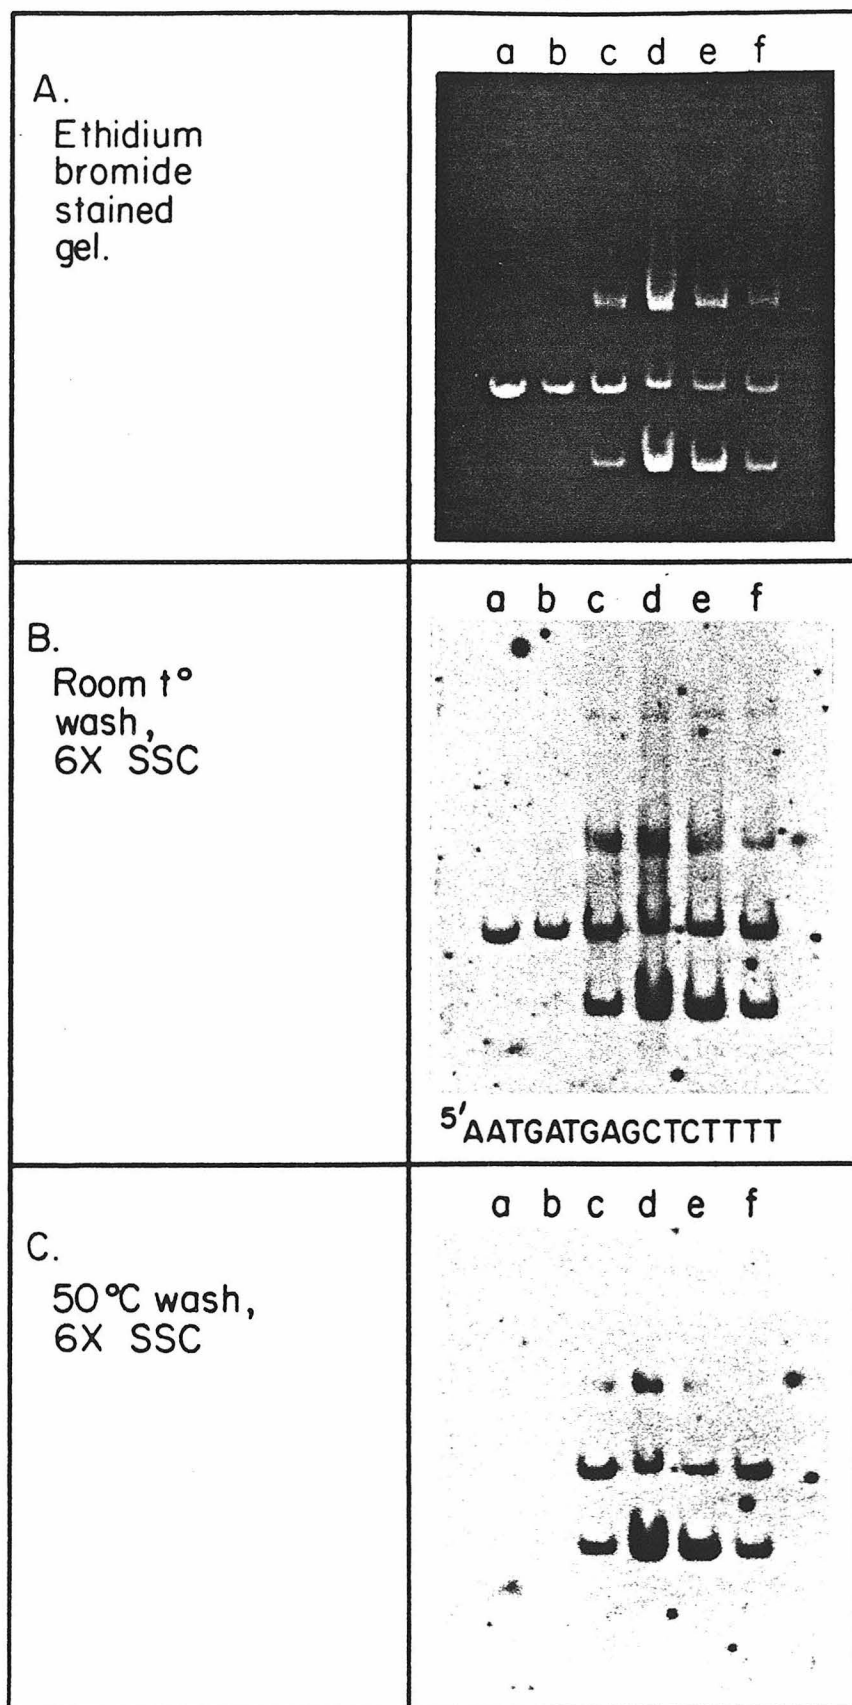 A.
Ethidium
bromide
stained
gel.
a b c d e f
B.
Room t°
wash,
6X SSC
a b c d e f
5'AATGATGAGCTCTTTT
C.
50°C wash,
6X SSC
a b c d e f